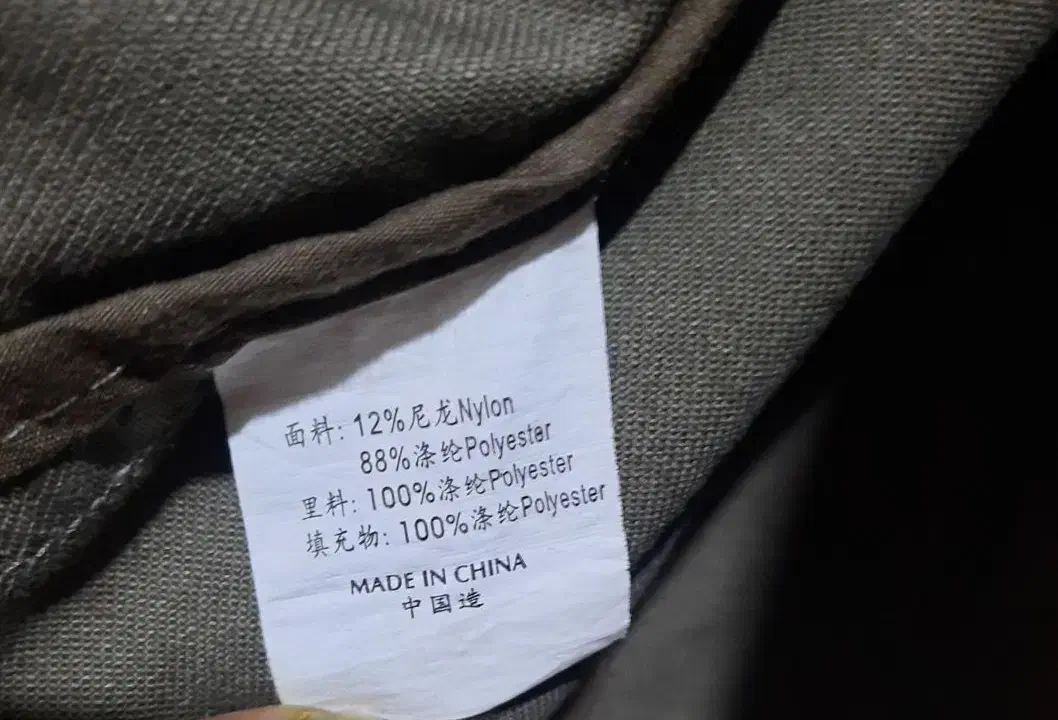 面料: 12%尼龙Nylon
88%涤纶Polyester
里料: 100%涤纶Polyester
填充物: 100%涤纶Polyester
MADE IN CHINA
中国造